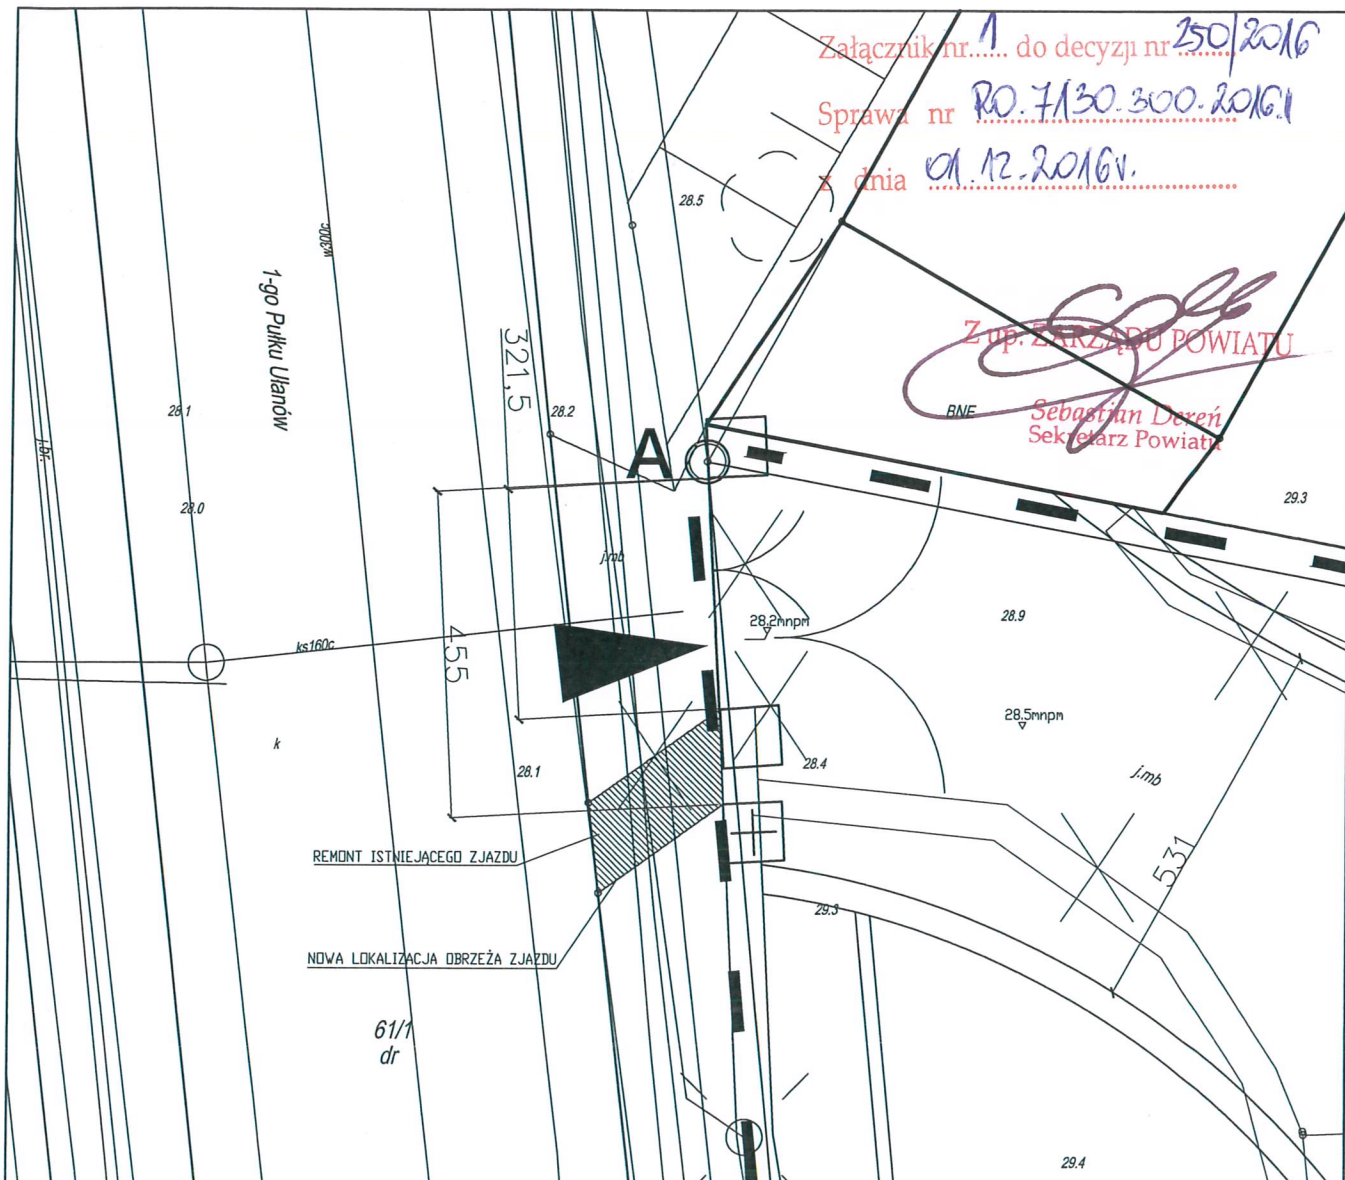 Załącznik nr 1 do decyzji nr 250/2016
Sprawa nr RO.7130.300.2016.1
z dnia 01.12.2016r.
28.5
w300c
1-go Pułku Ułanów
321,5
Z up. ZARZĄDU POWIATU
28.1
28.2
BNE
Sebastian Dereń
Sekretarz Powiatu
j.br.
A
29.3
28.0
j.mb
28.2mnpm
28.9
ks160c
455
28.5mnpm
k
28.1
28.4
j.mb
REMONT ISTNIEJĄCEGO ZJAZDU
531
29.3
NOWA LOKALIZACJA OBRZEŻA ZJAZDU
61/1
dr
29.4